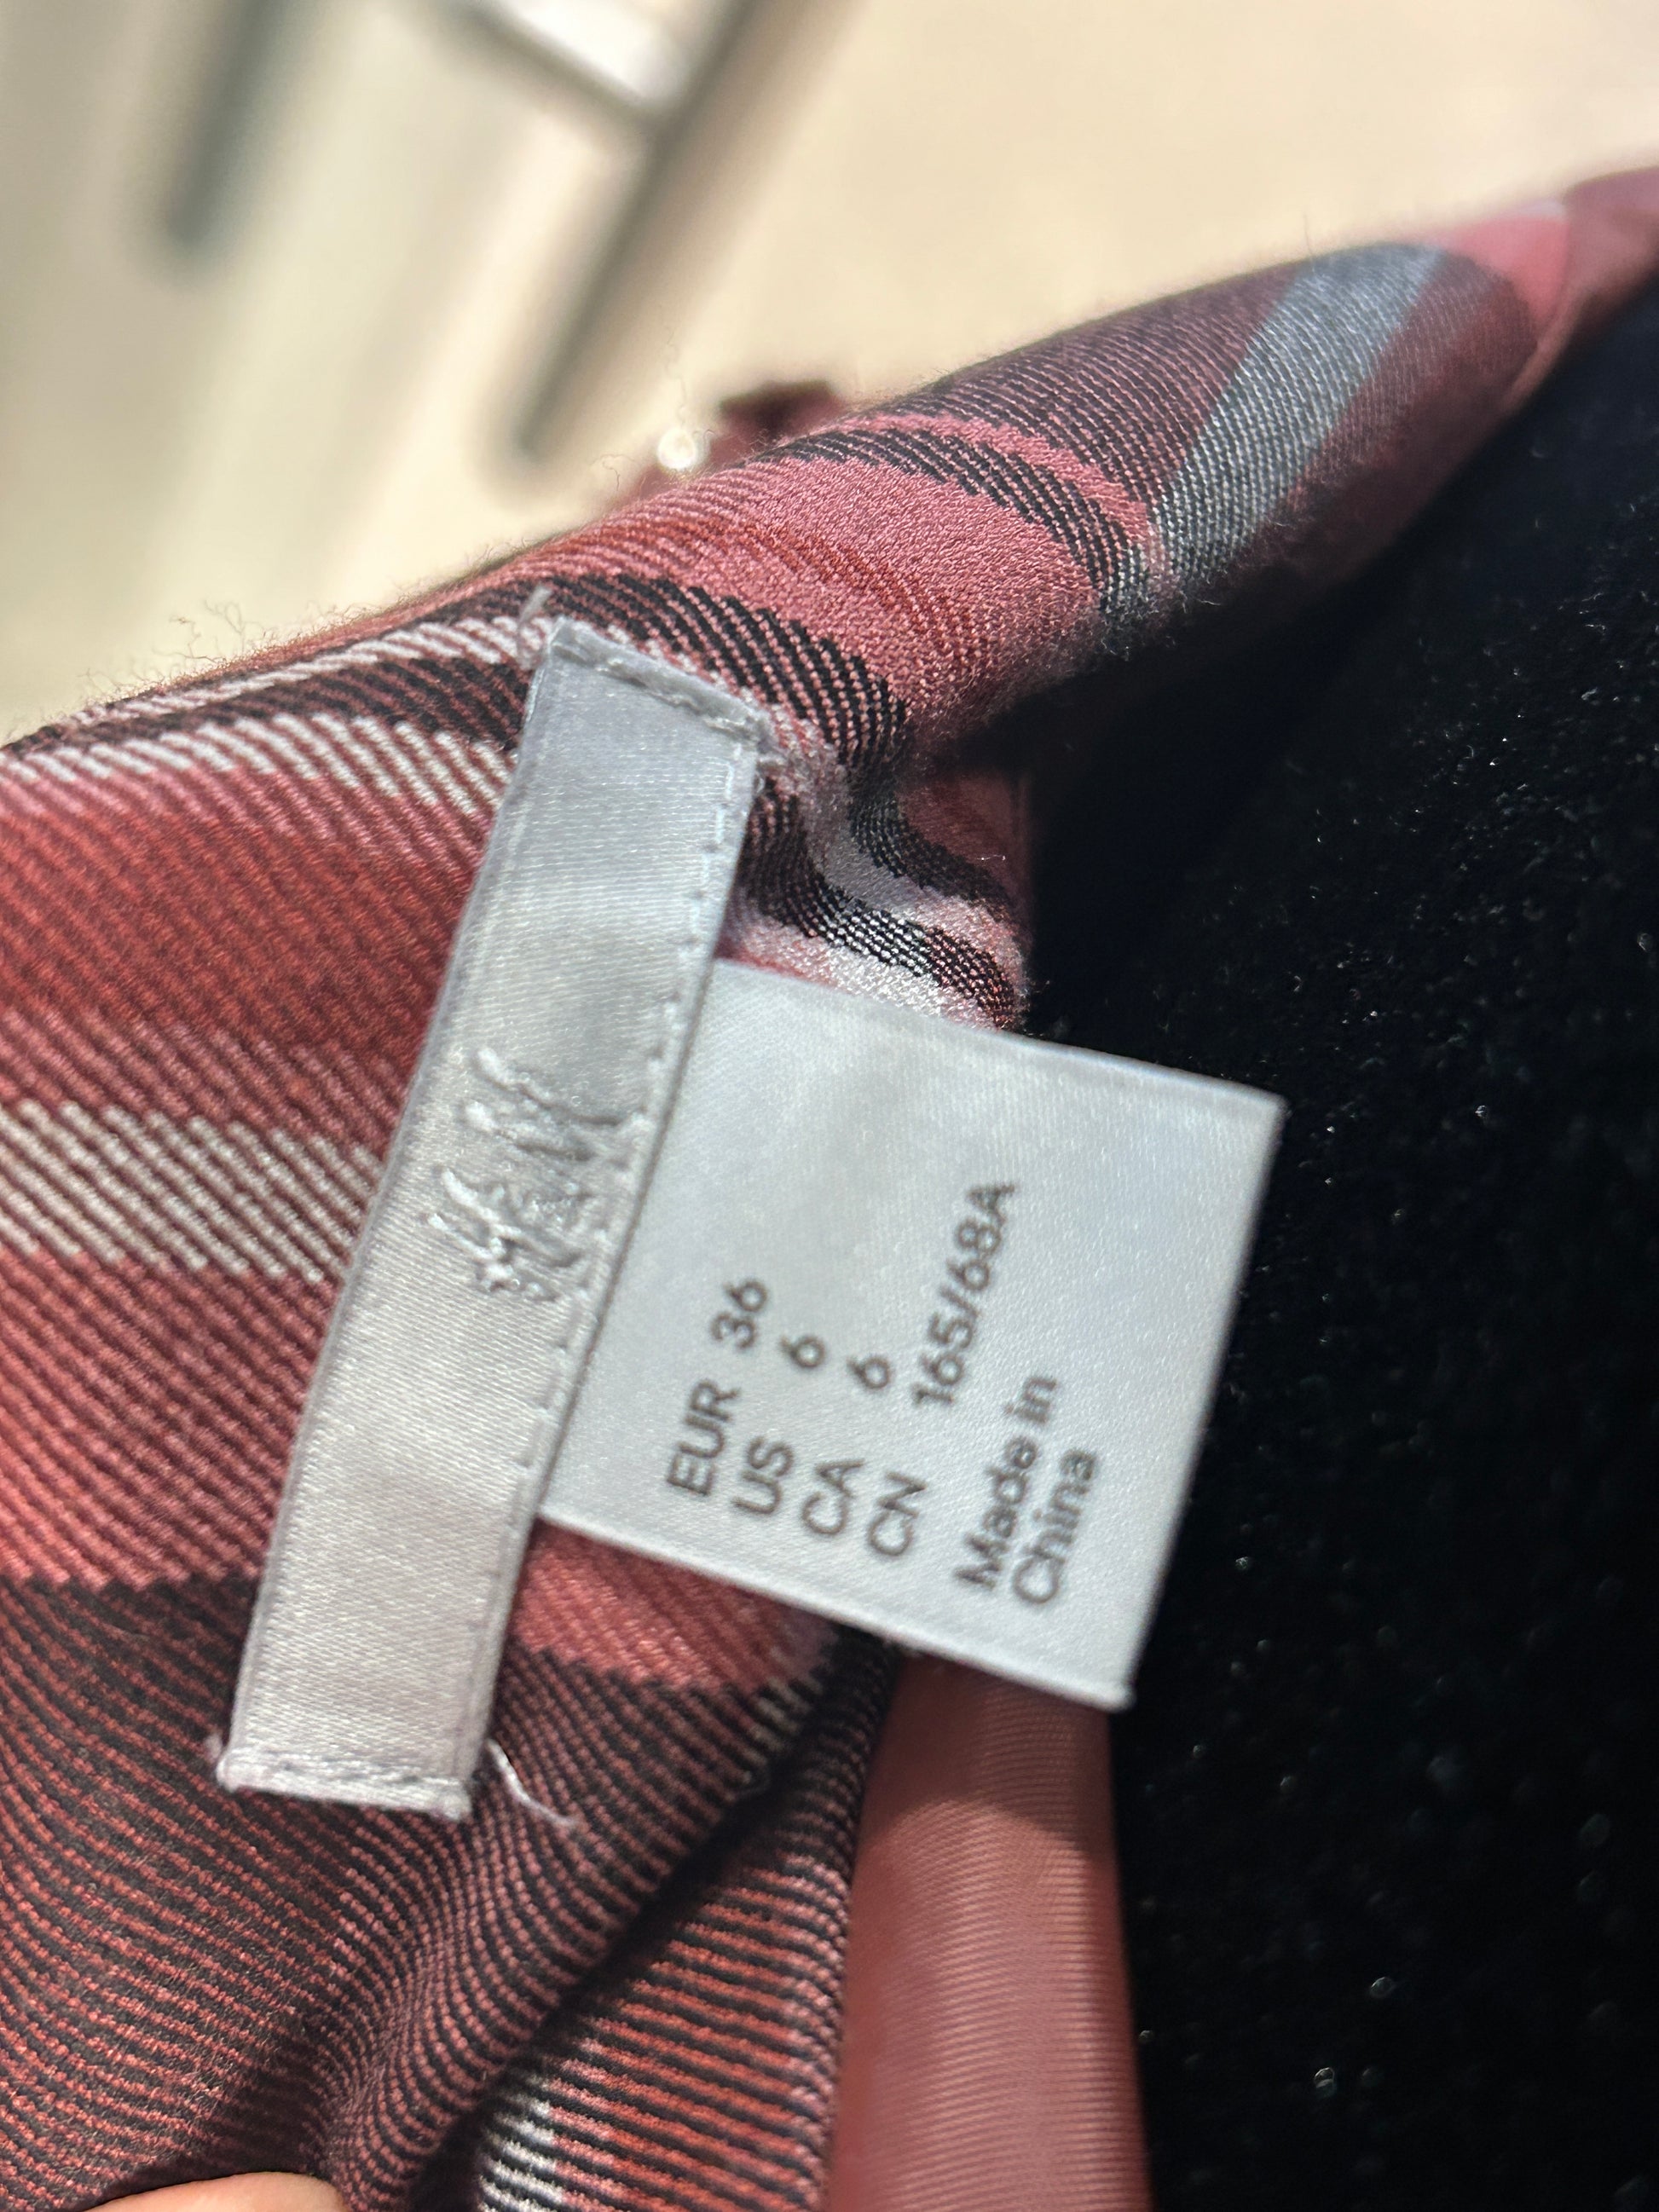 H&M
EUR 36
US 6
CA 6
CN 165/68A
Made in
China